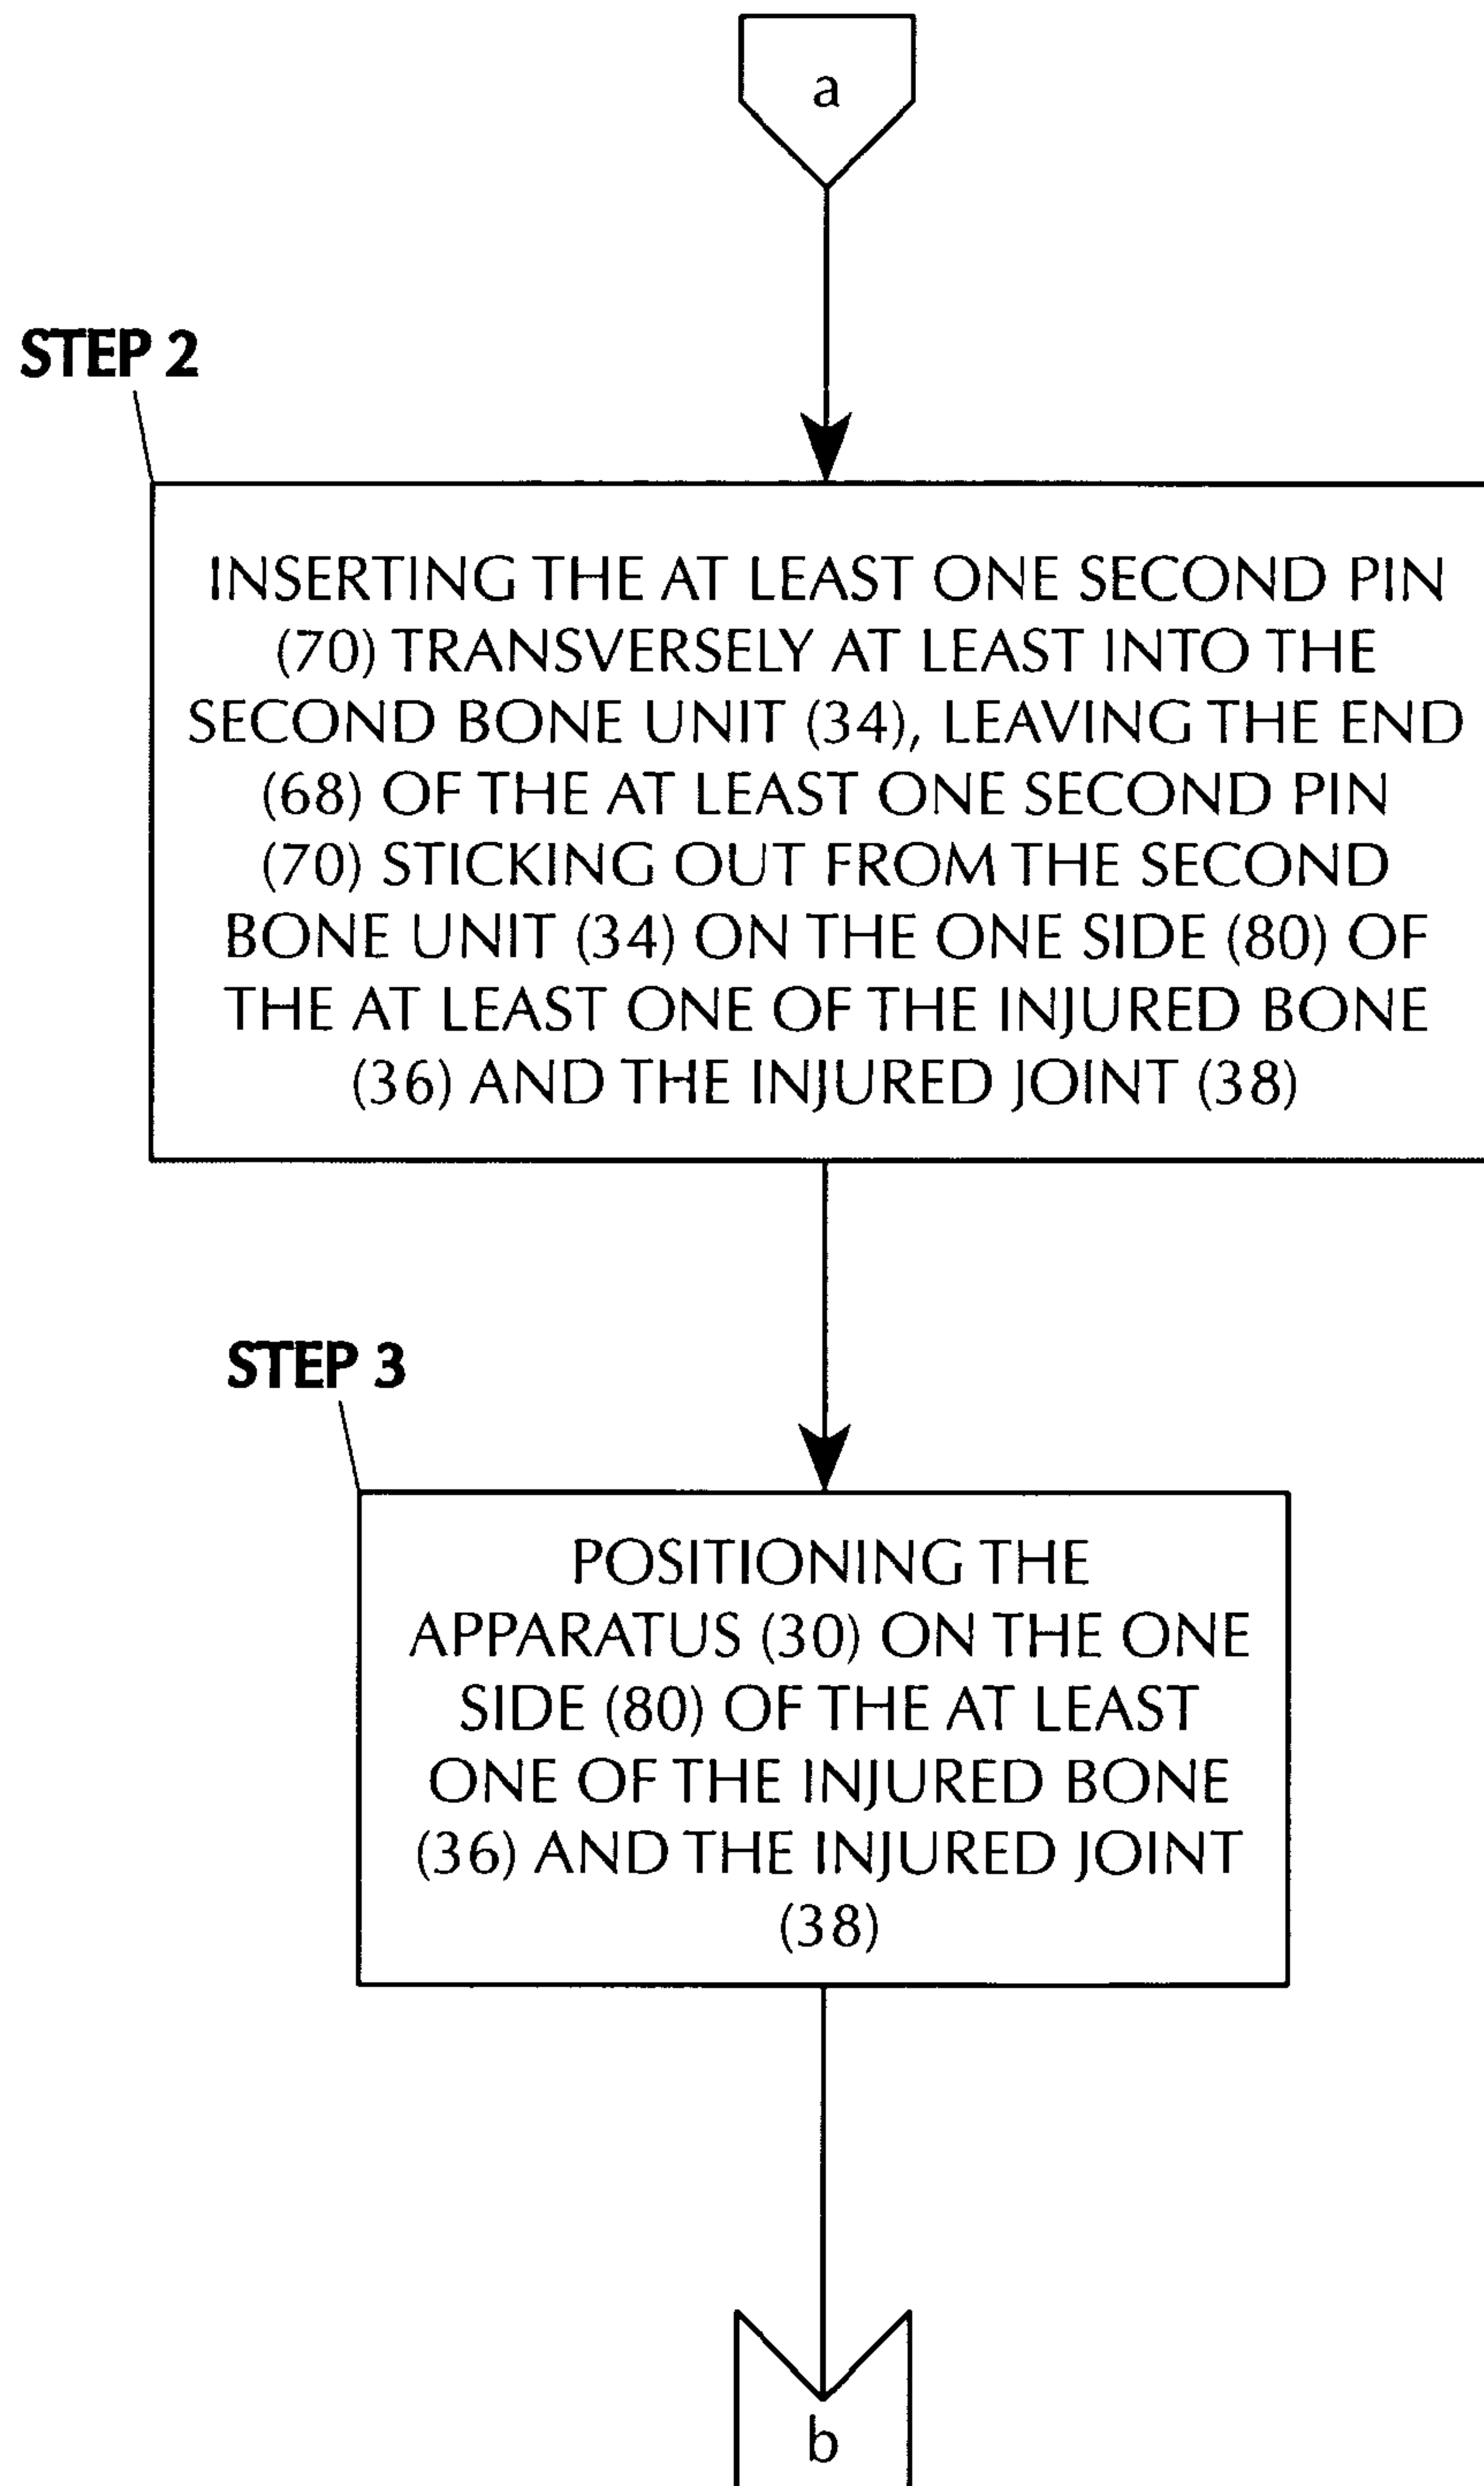 a
STEP 2
INSERTING THE AT LEAST ONE SECOND PIN
(70) TRANSVERSELY AT LEAST INTO THE
SECOND BONE UNIT (34), LEAVING THE END
(68) OF THE AT LEAST ONE SECOND PIN
(70) STICKING OUT FROM THE SECOND
BONE UNIT (34) ON THE ONE SIDE (80) OF
THE AT LEAST ONE OF THE INJURED BONE
(36) AND THE INJURED JOINT (38)
STEP 3
POSITIONING THE
APPARATUS (30) ON THE ONE
SIDE (80) OF THE AT LEAST
ONE OF THE INJURED BONE
(36) AND THE INJURED JOINT
(38)
b